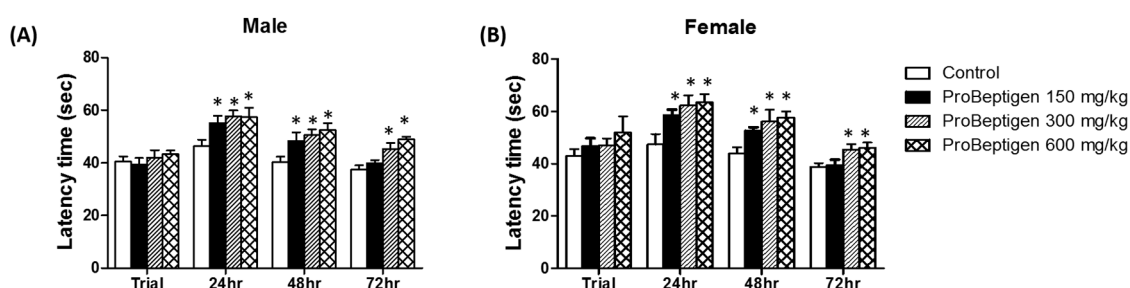 (A)
Male
Latency time (sec)
80
60
40
20
0
* * *
* * *
* *
Trial 24hr 48hr 72hr
(B)
Female
Latency time (sec)
80
60
40
20
0
* * *
* * *
* *
Trial 24hr 48hr 72hr
Control
ProBeptigen 150 mg/kg
ProBeptigen 300 mg/kg
ProBeptigen 600 mg/kg